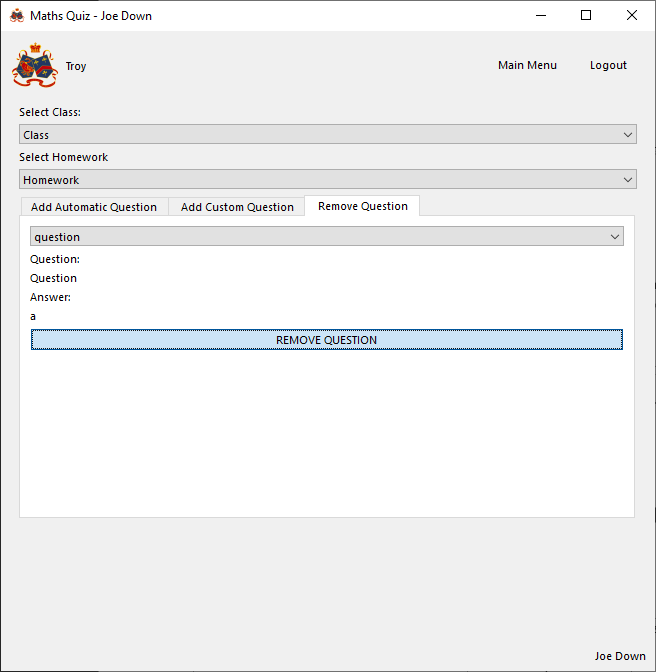 Maths Quiz - Joe Down
Troy
Main Menu
Logout
Select Class:
Class
Select Homework
Homework
Add Automatic Question
Add Custom Question
Remove Question
question
Question:
Question
Answer:
a
REMOVE QUESTION
Joe Down